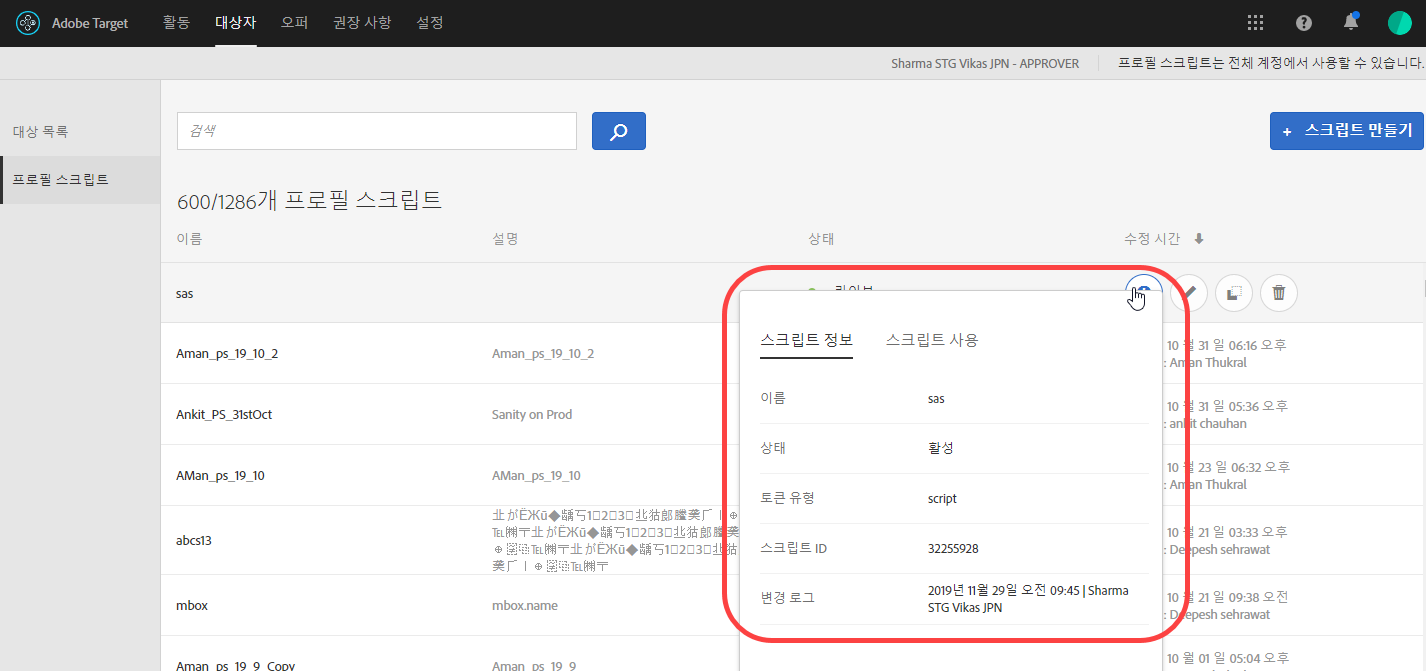 Adobe Target 활동 대상자 오퍼 권장 사항 설정
Sharma STG Vikas JPN - APPROVER 프로필 스크립트는 전체 계정에서 사용할 수 있습니다.
대상 목록
프로필 스크립트
검색
+ 스크립트 만들기
600/1286개 프로필 스크립트
이름 설명 상태 수정 시간
sas
Aman_ps_19_10_2 Aman_ps_19_10_2 10 월 31 일 06:16 오후
: Aman Thukral
Ankit_PS_31stOct Sanity on Prod 10 월 31 일 05:36 오후
: ankit chauhan
AMan_ps_19_10 AMan_ps_19_10 10 월 23 일 06:32 오후
: Aman Thukral
abcs13 10 월 21 일 03:33 오후
: Deepesh sehrawat
mbox mbox.name 10 월 21 일 09:38 오전
: Deepesh sehrawat
Aman_ps_19_9_Copy Aman_ps_19_9 10 월 01 일 05:04 오후
스크립트 정보 스크립트 사용
이름 sas
상태 활성
토큰 유형 script
스크립트 ID 32255928
변경 로그 2019년 11월 29일 오전 09:45 | Sharma
STG Vikas JPN